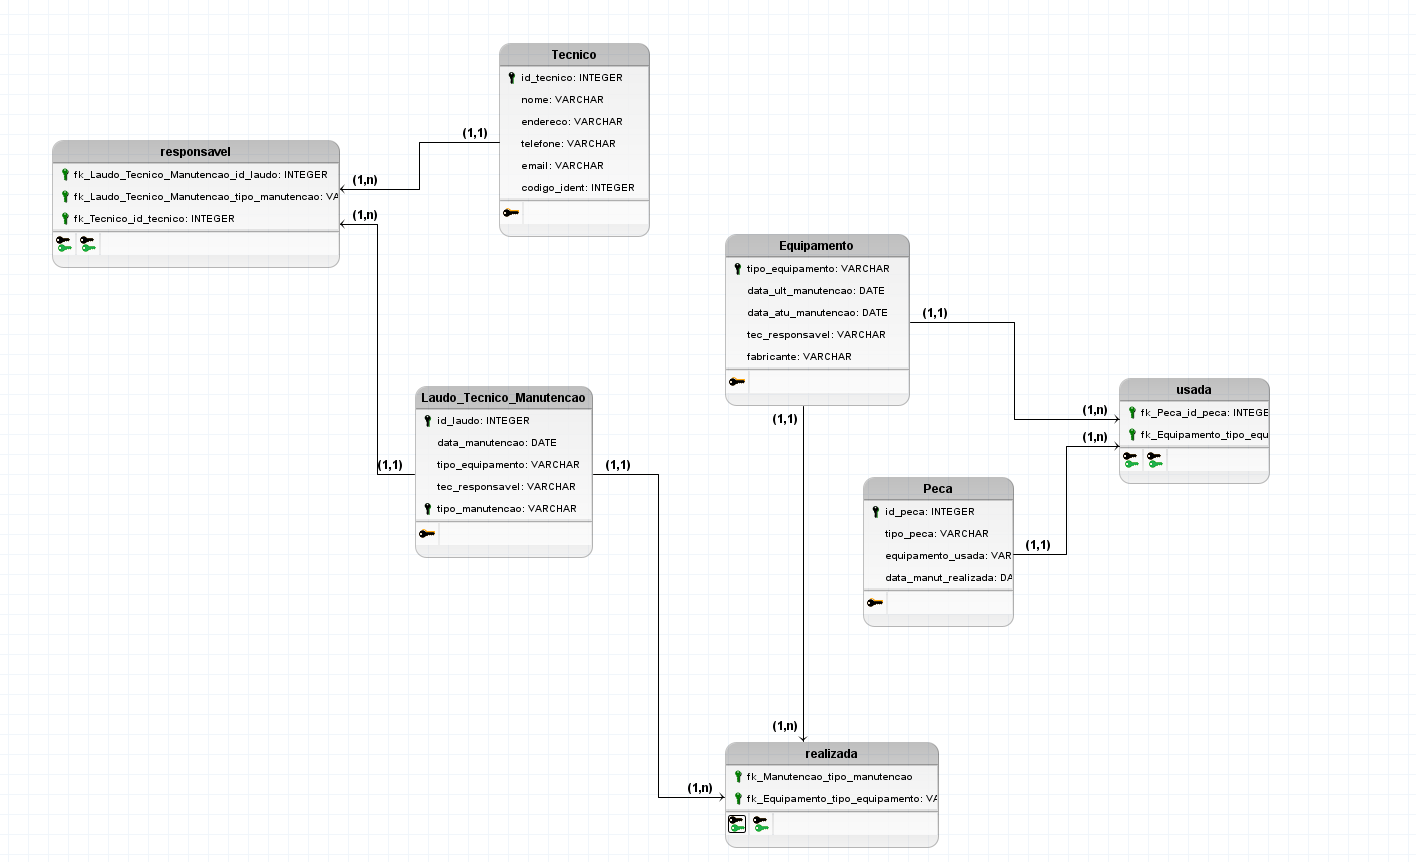 Tecnico
id_tecnico: INTEGER
nome: VARCHAR
endereco: VARCHAR
telefone: VARCHAR
email: VARCHAR
codigo_ident: INTEGER
(1,1)
responsavel
fk_Laudo_Tecnico_Manutencao_id_laudo: INTEGER
fk_Laudo_Tecnico_Manutencao_tipo_manutencao: VA
fk_Tecnico_id_tecnico: INTEGER
(1,n)
(1,n)
Equipamento
tipo_equipamento: VARCHAR
data_ult_manutencao: DATE
data_atu_manutencao: DATE
tec_responsavel: VARCHAR
fabricante: VARCHAR
(1,1)
(1,1)
usada
fk_Peca_id_peca: INTEGE
fk_Equipamento_tipo_equ
(1,n)
(1,n)
Laudo_Tecnico_Manutencao
id_laudo: INTEGER
data_manutencao: DATE
tipo_equipamento: VARCHAR
tec_responsavel: VARCHAR
tipo_manutencao: VARCHAR
(1,1)
(1,1)
Peca
id_peca: INTEGER
tipo_peca: VARCHAR
equipamento_usada: VAR
data_manut_realizada: DA
(1,1)
(1,n)
(1,n)
realizada
fk_Manutencao_tipo_manutencao
fk_Equipamento_tipo_equipamento: VA